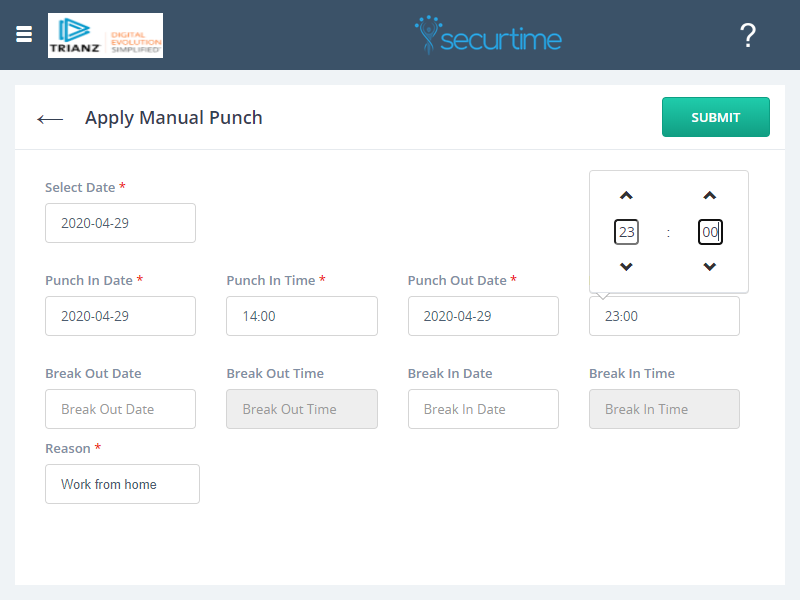 TRIANZ
DIGITAL
EVOLUTION
SIMPLIFIED
securtime
?
Apply Manual Punch
SUBMIT
Select Date *
2020-04-29
23 : 00
Punch In Date *
Punch In Time *
Punch Out Date *
2020-04-29
14:00
2020-04-29
23:00
Break Out Date
Break Out Time
Break In Date
Break In Time
Break Out Date
Break Out Time
Break In Date
Break In Time
Reason *
Work from home